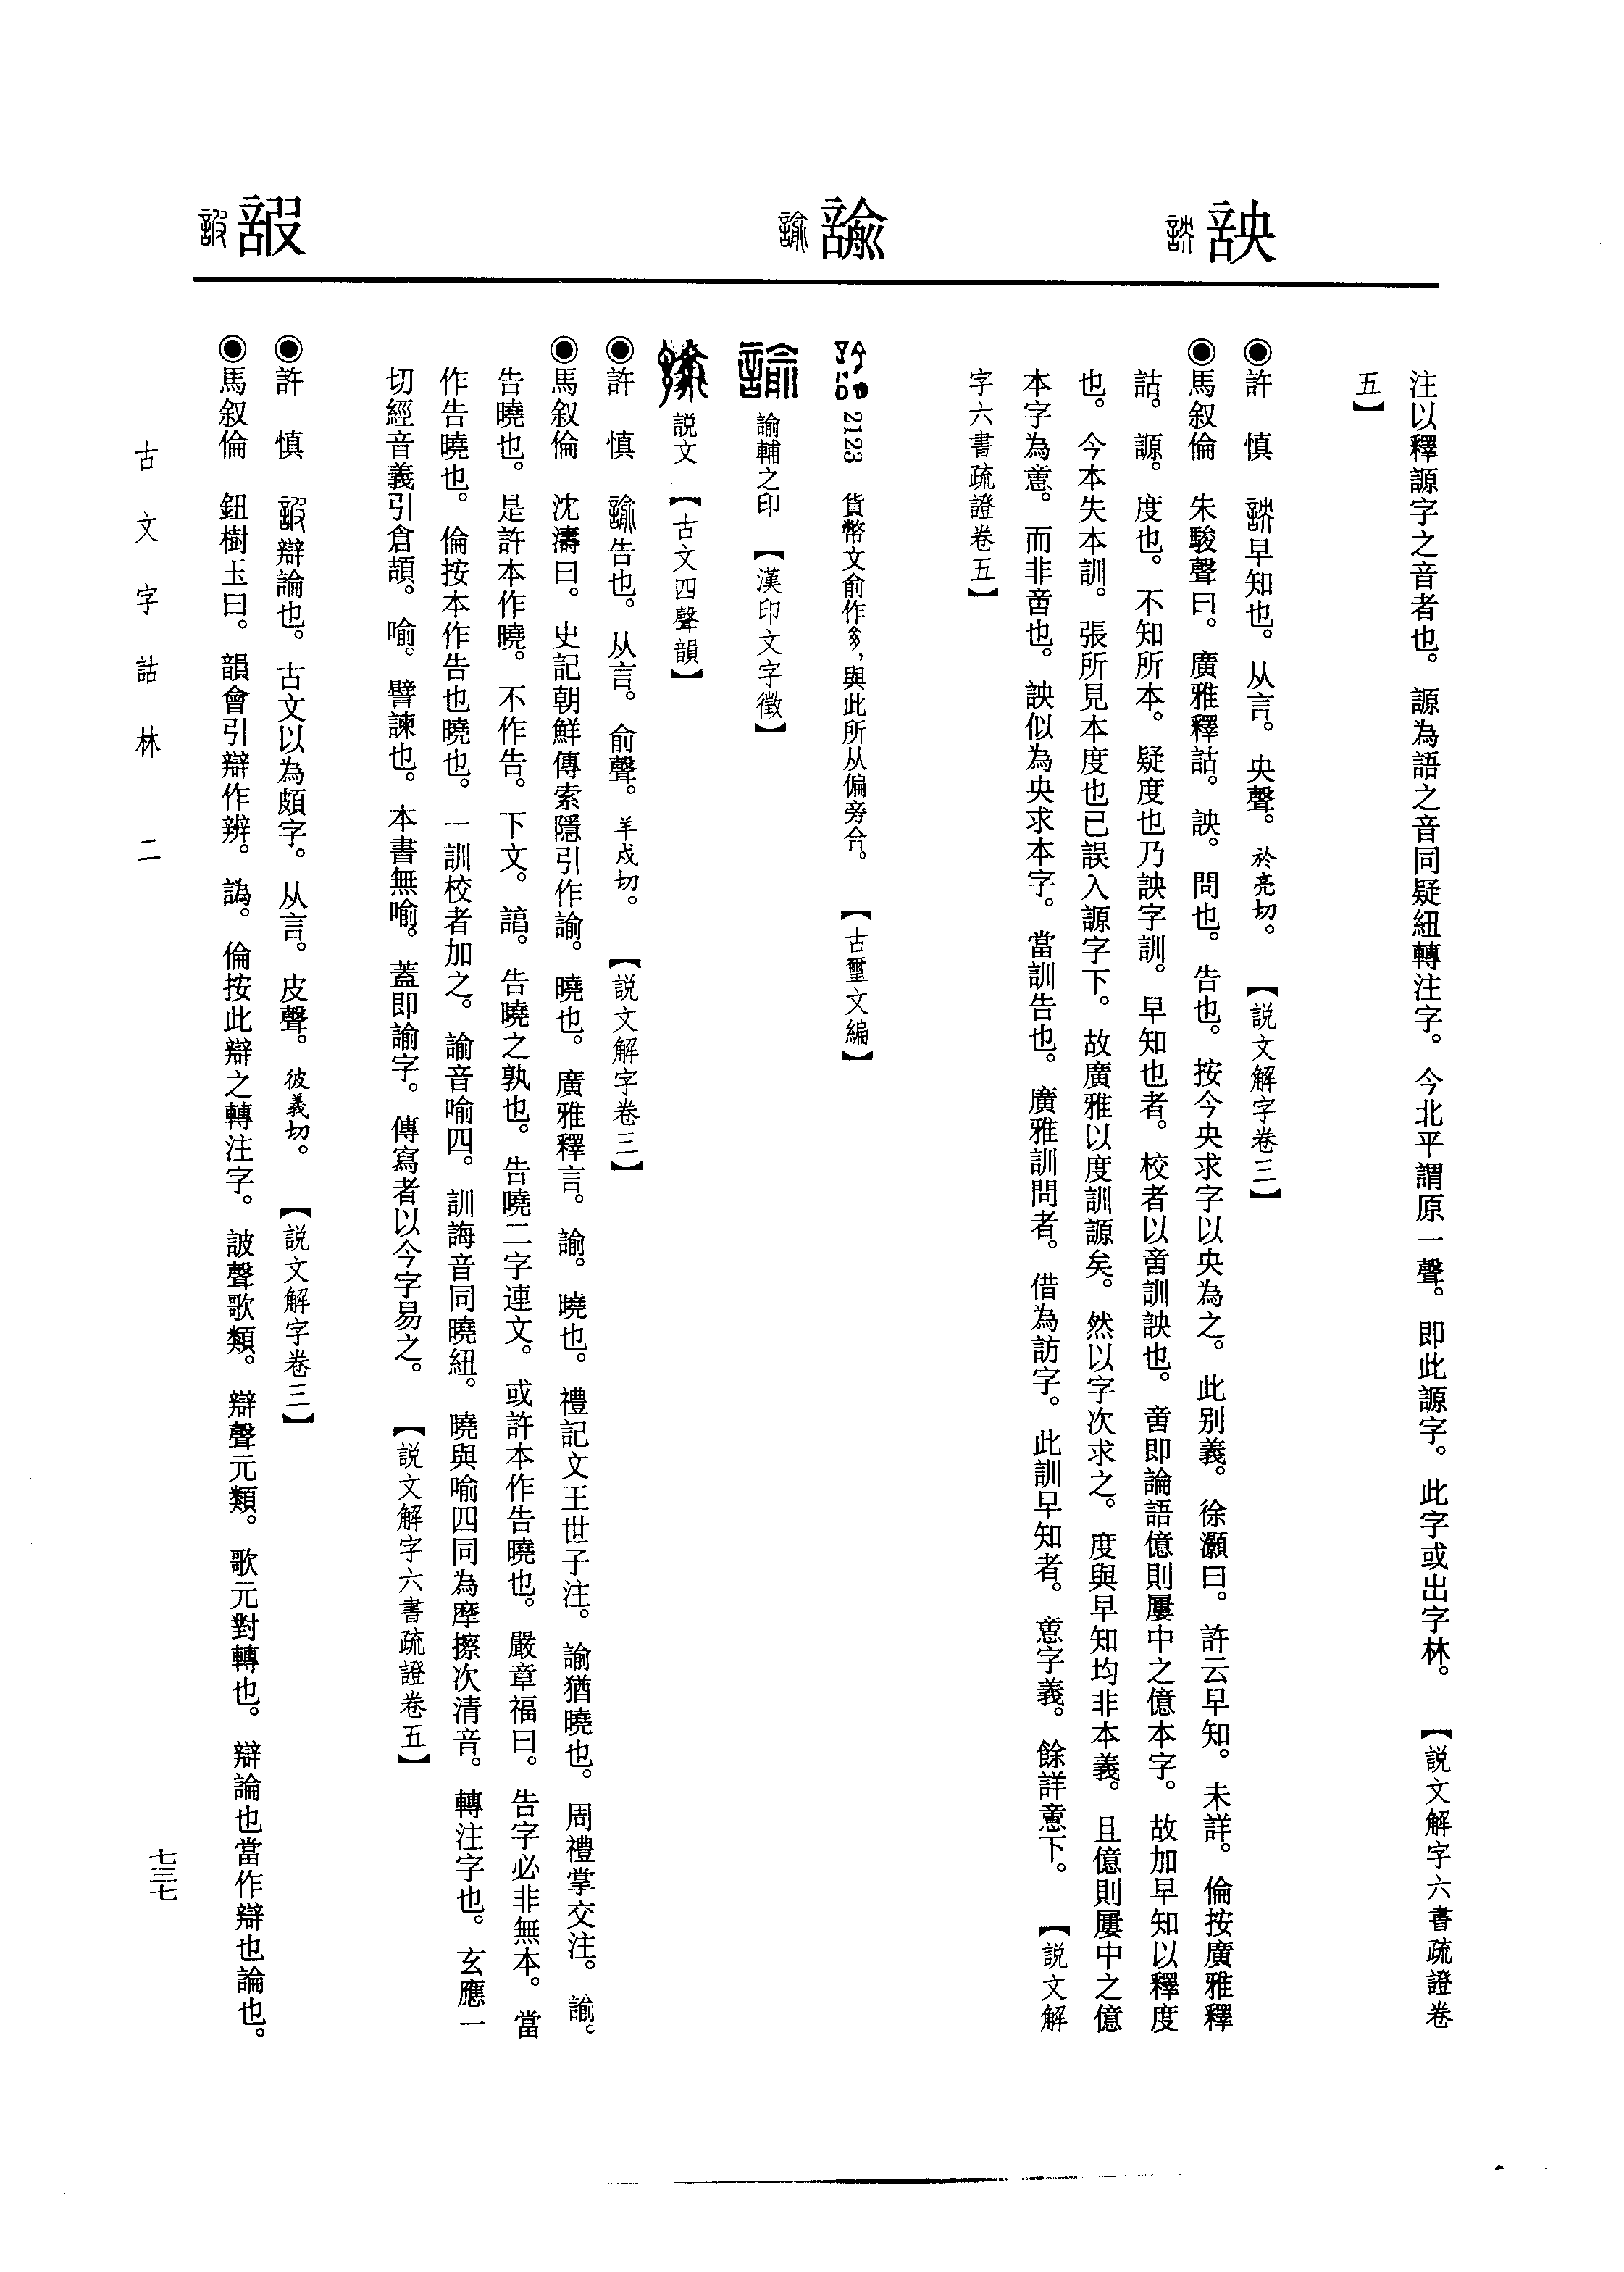 注以釋謜字之音者也。謜為語之音同疑紐轉注字。今北平謂原一聲。即此謜字。此字或出字林。【説文解字六書疏證卷
五】
詇
●許　慎　詇早知也。从言。央聲。於亮切。【説文解字卷三】
●馬叙倫　朱駿聲曰。廣雅釋詁。詇。問也。告也。按今央求字以央為之。此別義。徐灝曰。許云早知。未詳。倫按廣雅釋
詁。謜。度也。不知所本。疑度也乃詇字訓。早知也者。校者以啻訓詇也。啻即論語億則屢中之億本字。故加早知以釋度
也。今本失本訓。張所見本度也已誤入謜字下。故廣雅以度訓謜矣。然以字次求之。度與早知均非本義。且億則屢中之億
本字為意。而非啻也。詇似為央求本字。當訓告也。廣雅訓問者。借為訪字。此訓早知者。意字義。餘詳意下。【説文解
字六書疏證卷五】
諭
2123　貨幣文俞作，與此所从偏旁合。【古璽文編】
諭輔之印【漢印文字徵】
説文【古文四聲韻】
●許　慎　諭告也。从言。俞聲。羊戍切。【説文解字卷三】
●馬叙倫　沈濤曰。史記朝鮮傳索隱引作諭。曉也。廣雅釋言。諭。曉也。禮記文王世子注。諭猶曉也。周禮掌交注。諭。
告曉也。是許本作曉。不作告。下文。諄。告曉之孰也。告曉二字連文。或許本作告曉也。嚴章福曰。告字必非無本。當
作告曉也。倫按本作告也曉也。一訓校者加之。諭音喻四。訓誨音同曉紐。曉與喻四同為摩擦次清音。轉注字也。玄應一
切經音義引倉頡。喻。譬諫也。本書無喻。蓋即諭字。傳寫者以今字易之。【説文解字六書疏證卷五】
詖
●許　慎　詖辯論也。古文以為頗字。从言。皮聲。彼義切。【説文解字卷三】
●馬叙倫　鈕樹玉曰。韻會引辯作辨。譌。倫按此辯之轉注字。詖聲歌類。辯聲元類。歌元對轉也。辯論也當作辯也論也。
古文字詁林　二
七三七